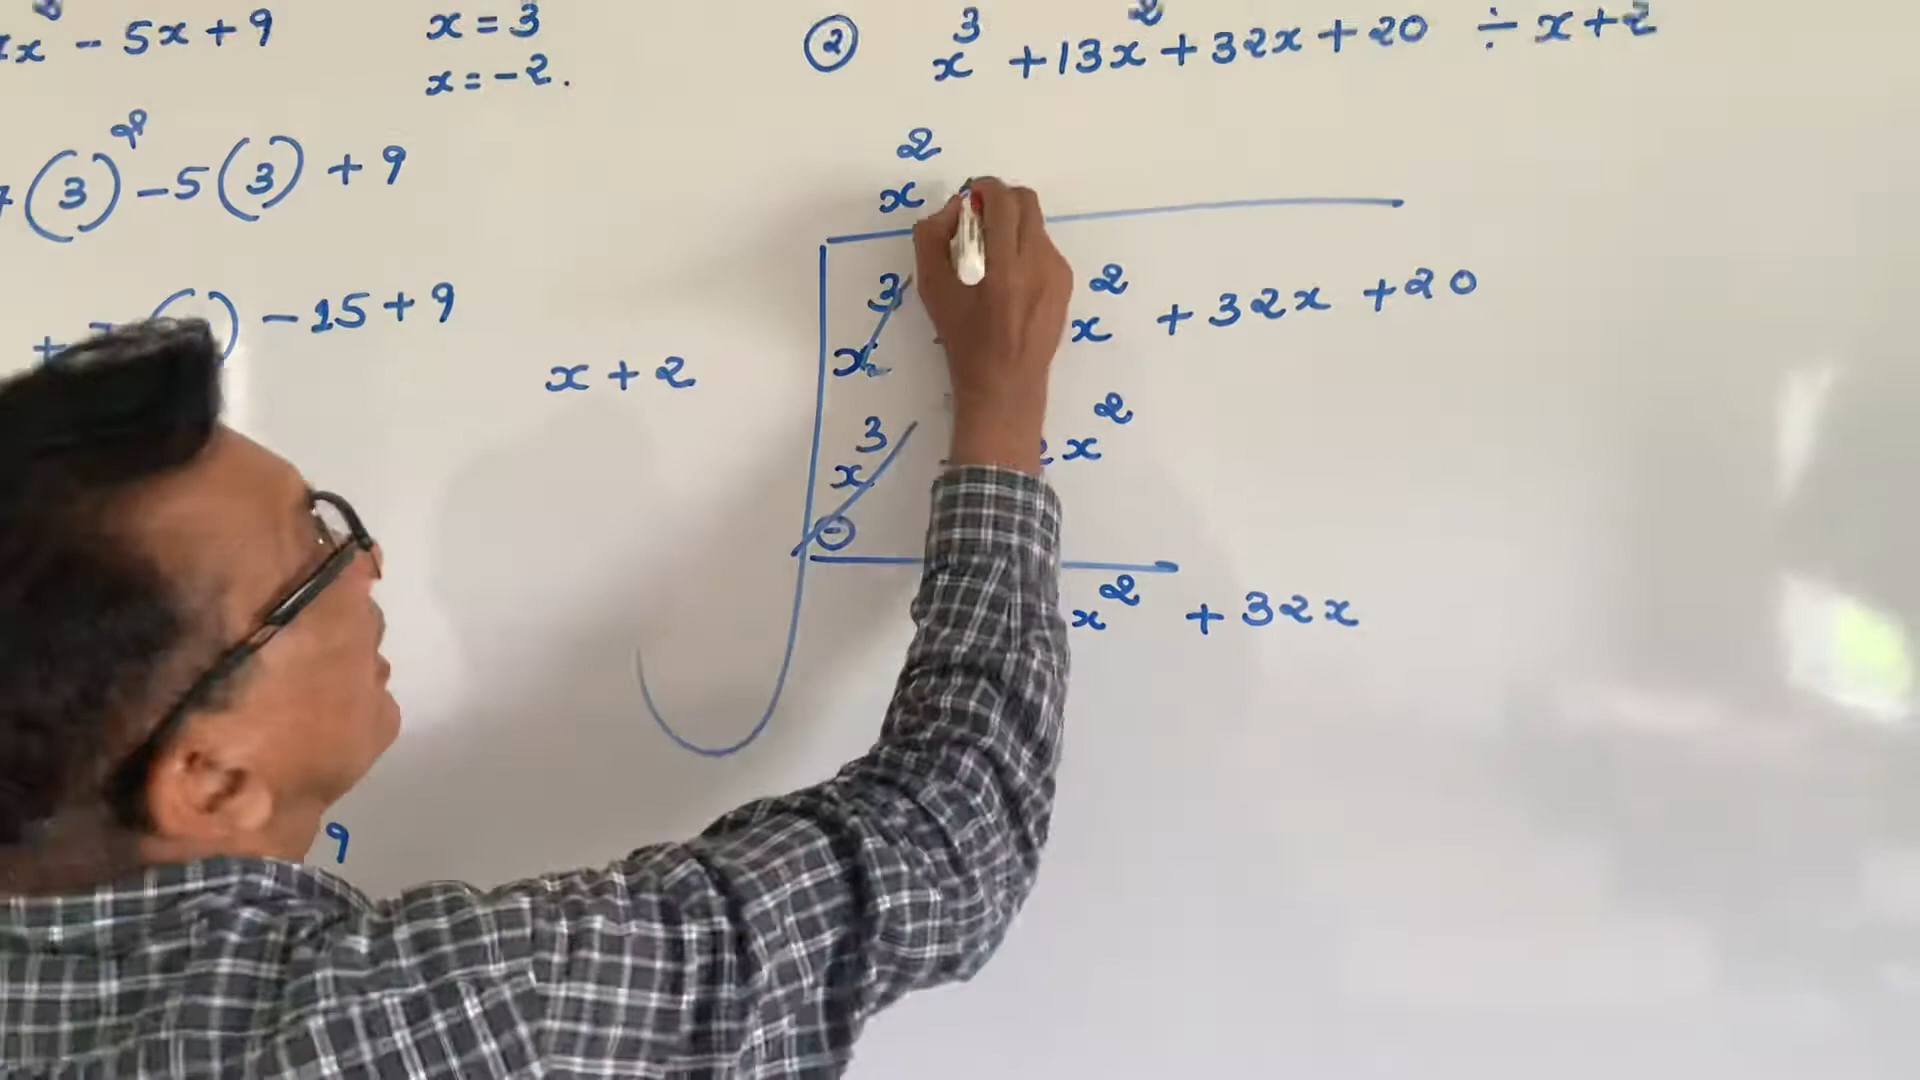 x² - 5x + 9
x = 3
x = -2.
(3)² - 5(3) + 9
- 15 + 9
9
② x³ + 13x² + 32x + 20 ÷ x + 2
x²
x + 2
x³ x² + 32x + 20
x³ 2x²
⊖
x² + 32x